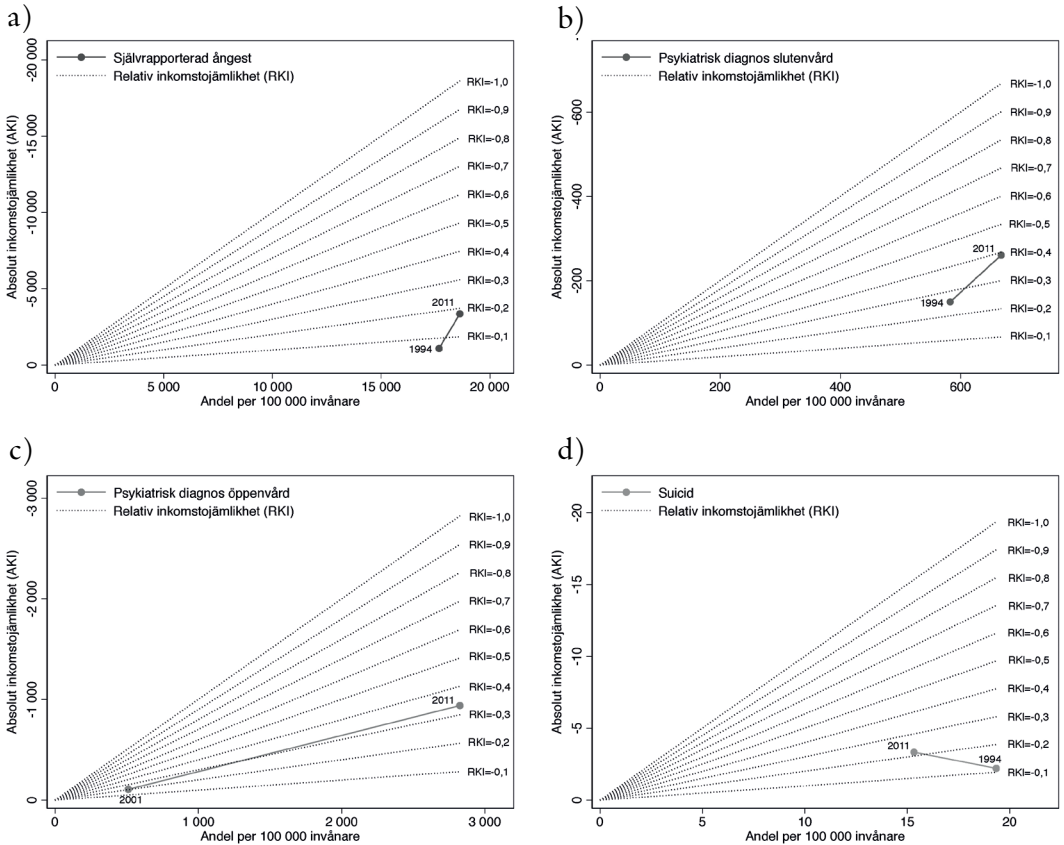 a)
Självrapporterad ångest
Relativ inkomstojämlikhet (RKI)
Absolut inkomstojämlikhet (AKI)
-20 000
-15 000
-10 000
-5 000
0
RKI=-1,0
RKI=-0,9
RKI=-0,8
RKI=-0,7
RKI=-0,6
RKI=-0,5
RKI=-0,4
RKI=-0,3
RKI=-0,2
RKI=-0,1
2011
1994
0 5 000 10 000 15 000 20 000
Andel per 100 000 invånare
b)
Psykiatrisk diagnos slutenvård
Relativ inkomstojämlikhet (RKI)
Absolut inkomstojämlikhet (AKI)
-600
-400
-200
0
RKI=-1,0
RKI=-0,9
RKI=-0,8
RKI=-0,7
RKI=-0,6
RKI=-0,5
RKI=-0,4
RKI=-0,3
RKI=-0,2
RKI=-0,1
2011
1994
0 200 400 600
Andel per 100 000 invånare
c)
Psykiatrisk diagnos öppenvård
Relativ inkomstojämlikhet (RKI)
Absolut inkomstojämlikhet (AKI)
-3 000
-2 000
-1 000
0
RKI=-1,0
RKI=-0,9
RKI=-0,8
RKI=-0,7
RKI=-0,6
RKI=-0,5
RKI=-0,4
RKI=-0,3
RKI=-0,2
RKI=-0,1
2011
2001
0 1 000 2 000 3 000
Andel per 100 000 invånare
d)
Suicid
Relativ inkomstojämlikhet (RKI)
Absolut inkomstojämlikhet (AKI)
-20
-15
-10
-5
0
RKI=-1,0
RKI=-0,9
RKI=-0,8
RKI=-0,7
RKI=-0,6
RKI=-0,5
RKI=-0,4
RKI=-0,3
RKI=-0,2
RKI=-0,1
2011
1994
0 5 10 15 20
Andel per 100 000 invånare